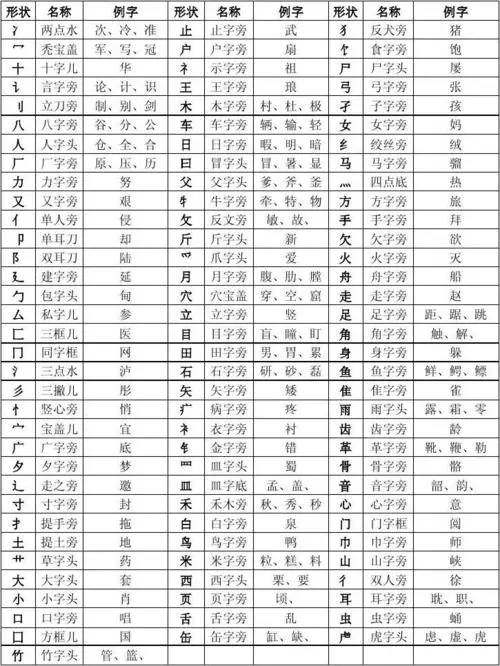 形状 名称 例字 形状 名称 例字 形状 名称 例字
冫 两点水 次、冷、准 止 止字旁 武 犭 反犬旁 猪
冖 秃宝盖 军、写、冠 户 户字旁 扇 饣 食字旁 饱
十 十字儿 华 礻 示字旁 祖 尸 尸字头 屡
讠 言字旁 论、计、识 王 王字旁 琅 弓 弓字旁 张
刂 立刀旁 制、别、剑 木 木字旁 村、杜、极 孑 子字旁 孩
八 八字旁 谷、分、公 车 车字旁 辆、输、轻 女 女字旁 妈
人 人字头 仓、全、合 日 日字旁 暇、明、暗 纟 绞丝旁 绒
厂 厂字旁 原、压、历 曰 冒字头 冒、暑、显 马 马字旁 骝
力 力字旁 努 父 父字头 爹、斧、釜 灬 四点底 热
又 又字旁 艰 牜 牛字旁 牵、特、物 方 方字旁 旅
亻 单人旁 侵 攵 反文旁 敏、故、 手 手字旁 拜
卩 单耳刀 却 斤 斤字头 新 欠 欠字旁 欲
阝 双耳刀 陆 爫 爪字头 爱 火 火字旁 灭
廴 建字旁 延 月 月字旁 腹、肋、膛 舟 舟字旁 船
勹 包字头 甸 穴 穴宝盖 穿、空、窟 走 走字旁 赵
厶 私字儿 参 立 立字旁 竖 足 足字旁 距、踞、跳
匚 三框儿 医 目 目字旁 盲、瞳、盯 角 角字旁 触、解、
冂 同字框 网 田 田字旁 男、胃、累 身 身字旁 躲
氵 三点水 泸 石 石字旁 研、砂、磊 鱼 鱼字旁 鲜、鳄、鳔
彡 三撇儿 彤 矢 矢字旁 矮 隹 隹字旁 雀
忄 竖心旁 悄 疒 病字旁 疼 雨 雨字头 露、霜、零
宀 宝盖儿 宜 衤 衣字旁 衬 齿 齿字旁 龄
广 广字旁 底 钅 金字旁 错 革 革字旁 靴、鞭、勒
夕 夕字旁 梦 罒 皿字头 蜀 骨 骨字旁 骼
辶 走之旁 邀 皿 皿字底 孟、盖、 音 音字旁 韶、韵、
寸 寸字旁 封 禾 禾木旁 秋、秀、秒 心 心字旁 意
扌 提手旁 拖 白 白字旁 泉 门 门字框 阅
土 提土旁 地 鸟 鸟字旁 鸭 巾 巾字旁 师
艹 草字头 药 米 米字旁 粒、糕、料 山 山字旁 峡
大 大字头 套 西 西字头 栗、要 彳 双人旁 徐
小 小字头 肖 页 页字旁 顷、 耳 耳字旁 耽、职、
口 口字旁 唱 舌 舌字旁 乱 虫 虫字旁 蛹
囗 方框儿 国 缶 缶字旁 缸、缺、 虍 虎字头 虑、虚、虎
竹 竹字头 管、篮、